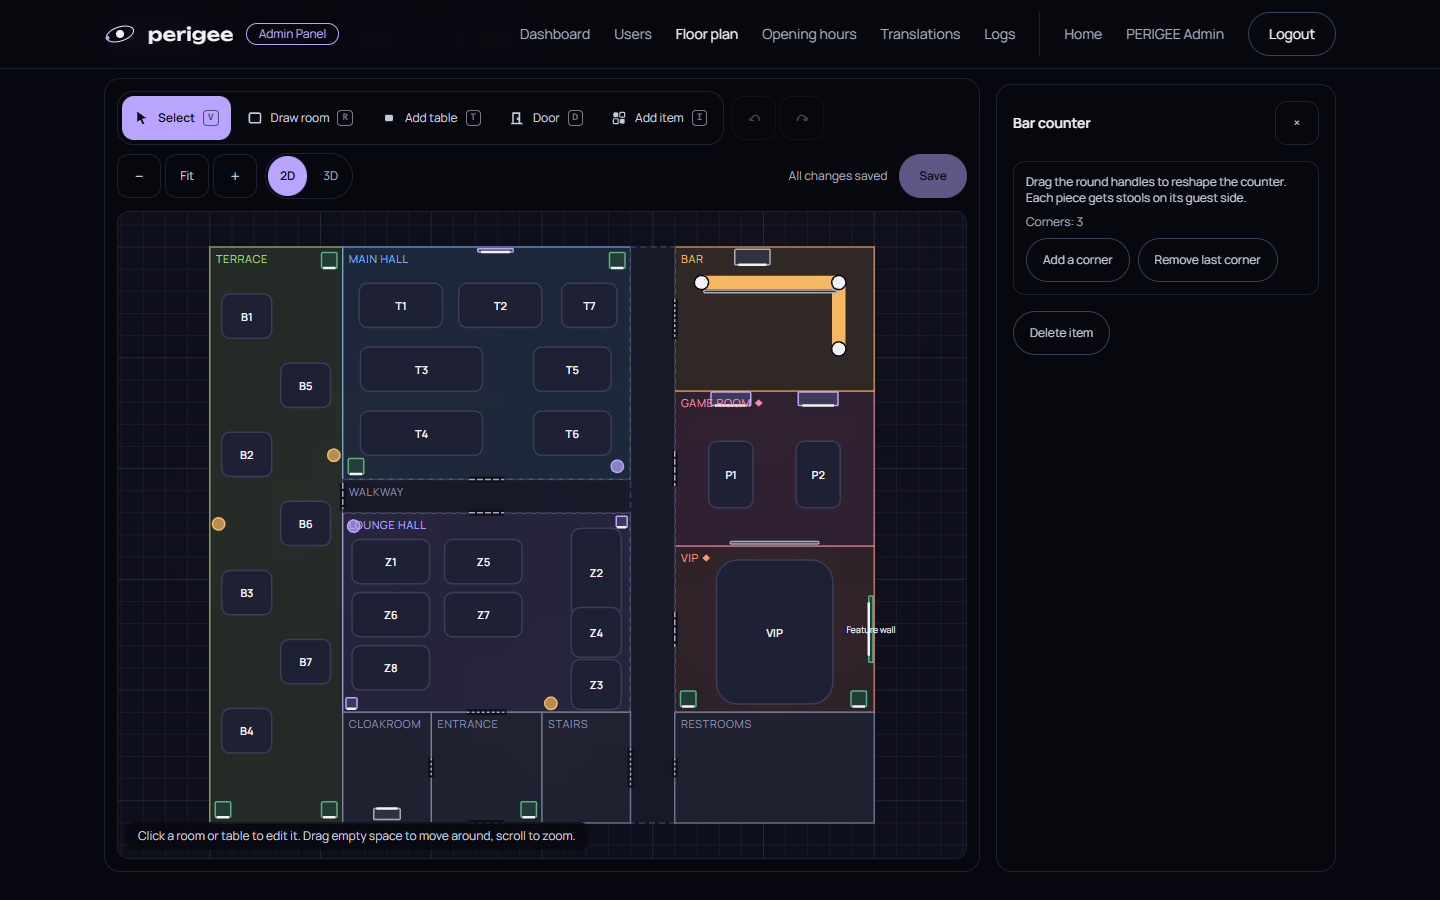 perigee Admin Panel Dashboard Users Floor plan Opening hours Translations Logs Home PERIGEE Admin Logout
Select V Draw room R Add table T Door D Add item I
− Fit + 2D 3D All changes saved Save
TERRACE
B1
B5
B2
B6
B3
B7
B4
MAIN HALL
T1 T2 T7
T3 T5
T4 T6
WALKWAY
LOUNGE HALL
Z1 Z5 Z2
Z6 Z7 Z4
Z8 Z3
CLOAKROOM ENTRANCE STAIRS
BAR
GAME ROOM
P1 P2
VIP
VIP
Feature wall
RESTROOMS
Click a room or table to edit it. Drag empty space to move around, scroll to zoom.
Bar counter ×
Drag the round handles to reshape the counter.
Each piece gets stools on its guest side.
Corners: 3
Add a corner Remove last corner
Delete item